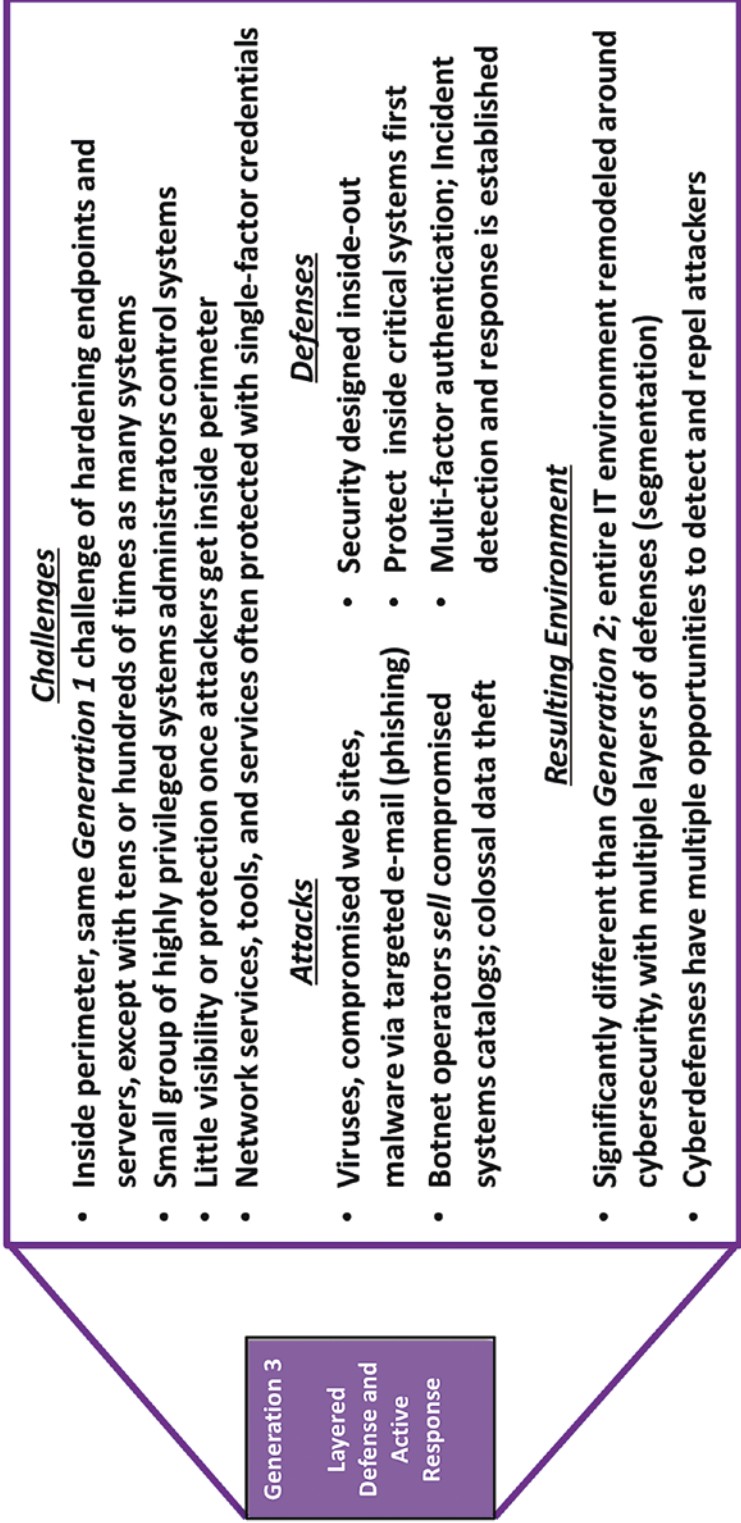 Generation 3
Layered
Defense and
Active
Response
Challenges
• Inside perimeter, same Generation 1 challenge of hardening endpoints and
servers, except with tens or hundreds of times as many systems
• Small group of highly privileged systems administrators control systems
• Little visibility or protection once attackers get inside perimeter
• Network services, tools, and services often protected with single-factor credentials
Attacks
• Viruses, compromised web sites,
malware via targeted e-mail (phishing)
• Botnet operators sell compromised
systems catalogs; colossal data theft
Defenses
• Security designed inside-out
• Protect inside critical systems first
• Multi-factor authentication; Incident
detection and response is established
Resulting Environment
• Significantly different than Generation 2; entire IT environment remodeled around
cybersecurity, with multiple layers of defenses (segmentation)
• Cyberdefenses have multiple opportunities to detect and repel attackers